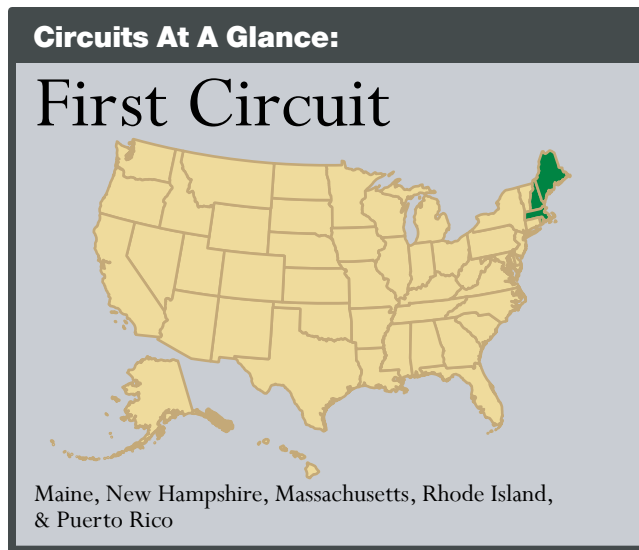 Circuits At A Glance:
First Circuit
Maine, New Hampshire, Massachusetts, Rhode Island,
& Puerto Rico